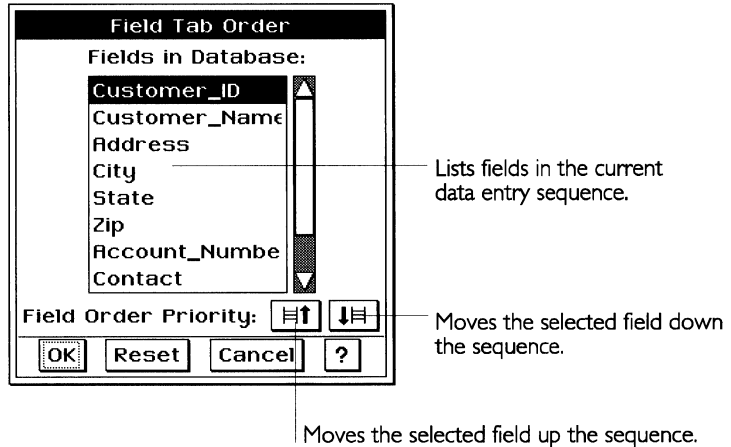 Field Tab Order
Fields in Database:
Customer_ID
Customer_Name
Address
City
State
Zip
Account_Numbe
Contact
Lists fields in the current
data entry sequence.
Field Order Priority:
Moves the selected field down
the sequence.
OK Reset Cancel ?
Moves the selected field up the sequence.